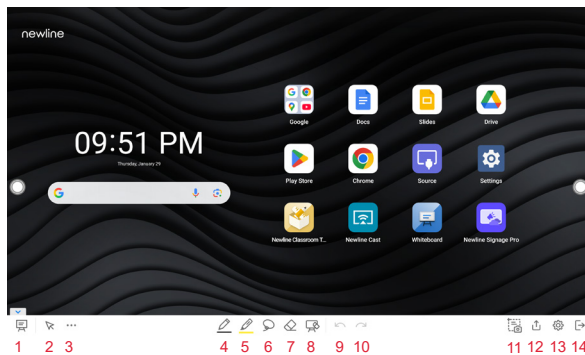 newline
09:51 PM
Thursday, January 29
Google
Docs
Slides
Drive
Play Store
Chrome
Source
Settings
Newline Classroom T...
Newline Cast
Whiteboard
Newline Signage Pro
1 2 3 4 5 6 7 8 9 10 11 12 13 14